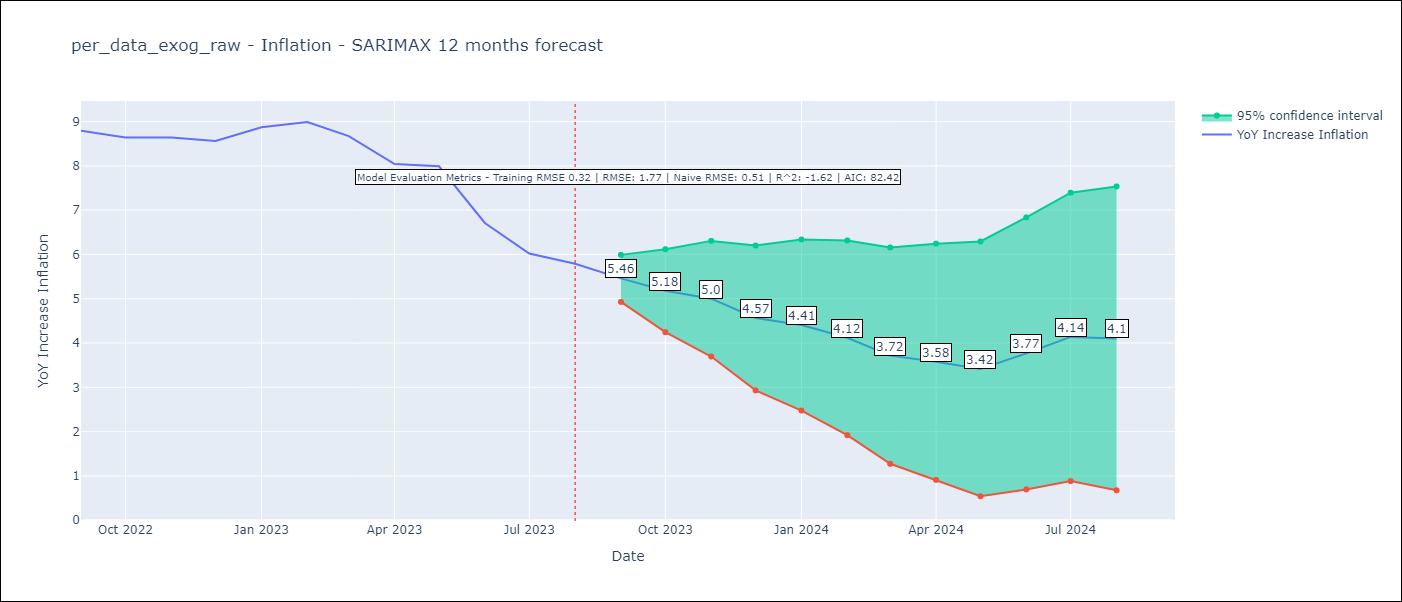 per_data_exog_raw - Inflation - SARIMAX 12 months forecast
95% confidence interval
YoY Increase Inflation
Model Evaluation Metrics - Training RMSE 0.32 | RMSE: 1.77 | Naive RMSE: 0.51 | R^2: -1.62 | AIC: 82.42
YoY Increase Inflation
9
8
7
6
5
4
3
2
1
0
5.46
5.18
5.0
4.57
4.41
4.12
3.72
3.58
3.42
3.77
4.14
4.1
Oct 2022
Jan 2023
Apr 2023
Jul 2023
Oct 2023
Jan 2024
Apr 2024
Jul 2024
Date